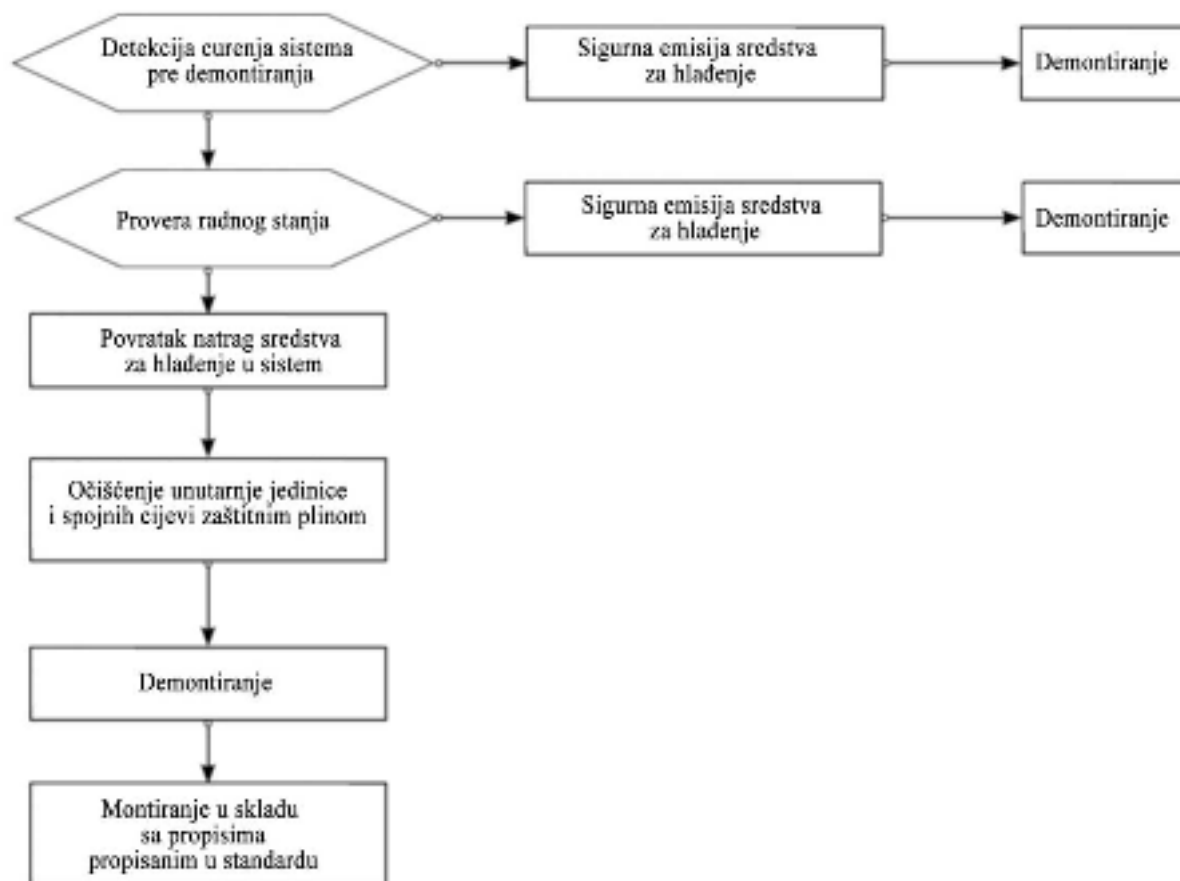 Detekcija curenja sistema
pre demontiranja
Sigurna emisija sredstva
za hlađenje
Demontiranje
Provera radnog stanja
Sigurna emisija sredstva
za hlađenje
Demontiranje
Povratak natrag sredstva
za hlađenje u sistem
Očišćenje unutarnje jedinice
i spojnih cijevi zaštitnim plinom
Demontiranje
Montiranje u skladu
sa propisima
propisanim u standardu